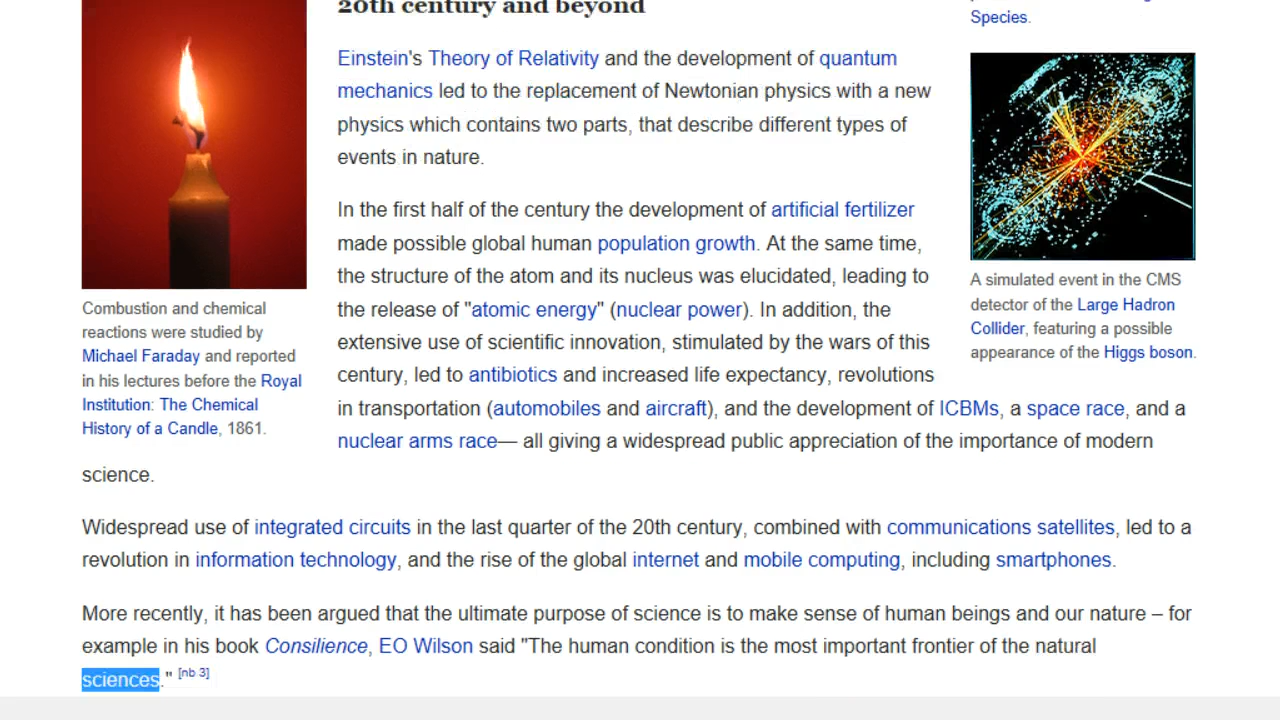 20th century and beyond
Einstein's Theory of Relativity and the development of quantum
mechanics led to the replacement of Newtonian physics with a new
physics which contains two parts, that describe different types of
events in nature.
In the first half of the century the development of artificial fertilizer
made possible global human population growth. At the same time,
the structure of the atom and its nucleus was elucidated, leading to
the release of "atomic energy" (nuclear power). In addition, the
extensive use of scientific innovation, stimulated by the wars of this
century, led to antibiotics and increased life expectancy, revolutions
in transportation (automobiles and aircraft), and the development of ICBMs, a space race, and a
nuclear arms race— all giving a widespread public appreciation of the importance of modern
science.
Widespread use of integrated circuits in the last quarter of the 20th century, combined with communications satellites, led to a
revolution in information technology, and the rise of the global internet and mobile computing, including smartphones.
More recently, it has been argued that the ultimate purpose of science is to make sense of human beings and our nature – for
example in his book Consilience, EO Wilson said "The human condition is the most important frontier of the natural
sciences." [nb 3]
Combustion and chemical
reactions were studied by
Michael Faraday and reported
in his lectures before the Royal
Institution: The Chemical
History of a Candle, 1861.
Species.
A simulated event in the CMS
detector of the Large Hadron
Collider, featuring a possible
appearance of the Higgs boson.